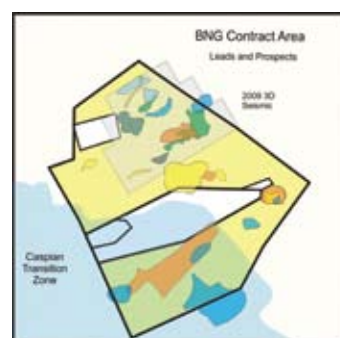 BNG Contract Area
Leads and Prospects
2009 3D
Seismic
Caspian
Transition
Zone